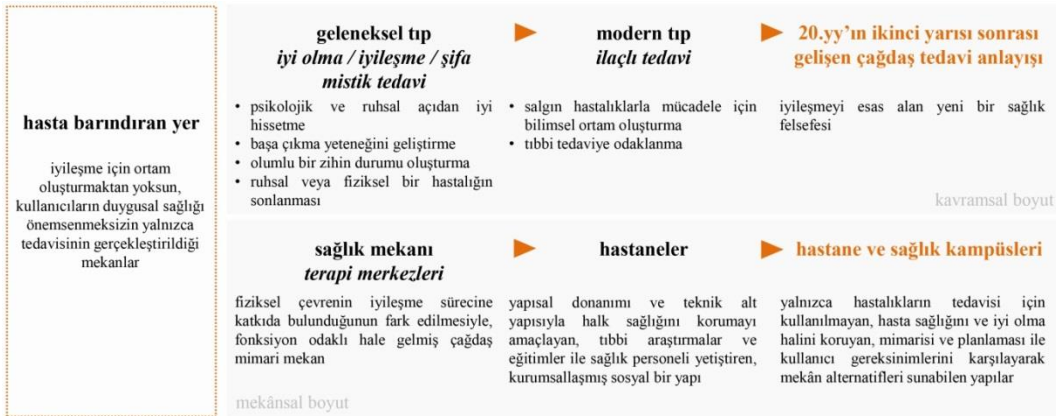 hasta barındıran yer
iyileşme için ortam
oluşturmaktan yoksun,
kullanıcıların duygusal sağlığı
önemsenmeksizin yalnızca
tedavisinin gerçekleştirildiği
mekanlar
geleneksel tıp
iyi olma / iyileşme / şifa
mistik tedavi
• psikolojik ve ruhsal açıdan iyi
hissetme
• başa çıkma yeteneğini geliştirme
• olumlu bir zihin durumu oluşturma
• ruhsal veya fiziksel bir hastalığın
sonlanması
modern tıp
ilaçlı tedavi
• salgın hastalıklarla mücadele için
bilimsel ortam oluşturma
• tıbbi tedaviye odaklanma
20.yy’ın ikinci yarısı sonrası
gelişen çağdaş tedavi anlayışı
iyileşmeyi esas alan yeni bir sağlık
felsefesi
kavramsal boyut
sağlık mekanı
terapi merkezleri
fiziksel çevrenin iyileşme sürecine
katkıda bulunduğunun fark edilmesiyle,
fonksiyon odaklı hale gelmiş çağdaş
mimari mekan
hastaneler
yapısal donanımı ve teknik alt
yapısıyla halk sağlığını korumayı
amaçlayan, tıbbi araştırmalar ve
eğitimler ile sağlık personeli yetiştiren,
kurumsallaşmış sosyal bir yapı
hastane ve sağlık kampüsleri
yalnızca hastalıkların tedavisi için
kullanılmayan, hasta sağlığını ve iyi olma
halini koruyan, mimarisi ve planlaması ile
kullanıcı gereksinimlerini karşılayarak
mekân alternatifleri sunabilen yapılar
mekânsal boyut